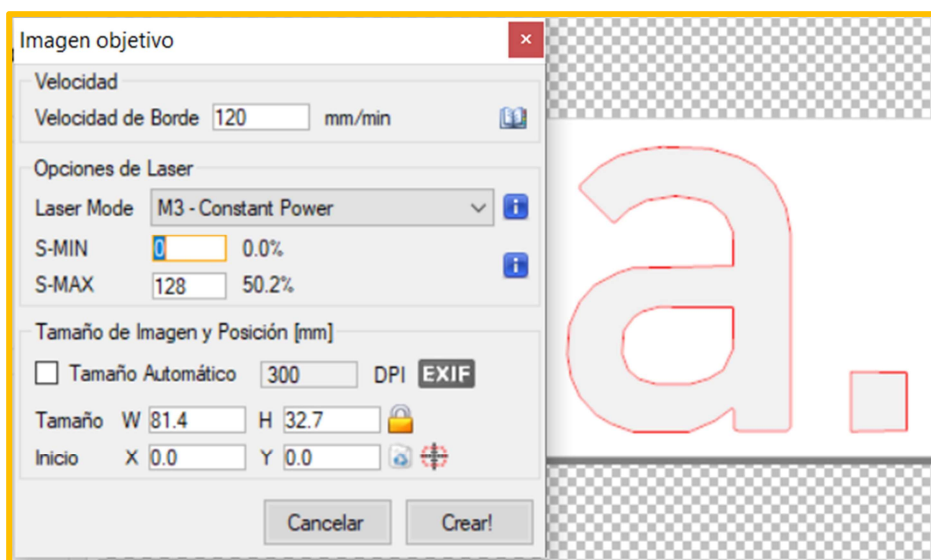 Imagen objetivo
Velocidad
Velocidad de Borde 120 mm/min
Opciones de Laser
Laser Mode M3 - Constant Power
S-MIN 0 0.0%
S-MAX 128 50.2%
Tamaño de Imagen y Posición [mm]
Tamaño Automático 300 DPI EXIF
Tamaño W 81.4 H 32.7
Inicio X 0.0 Y 0.0
Cancelar Crear!
a.